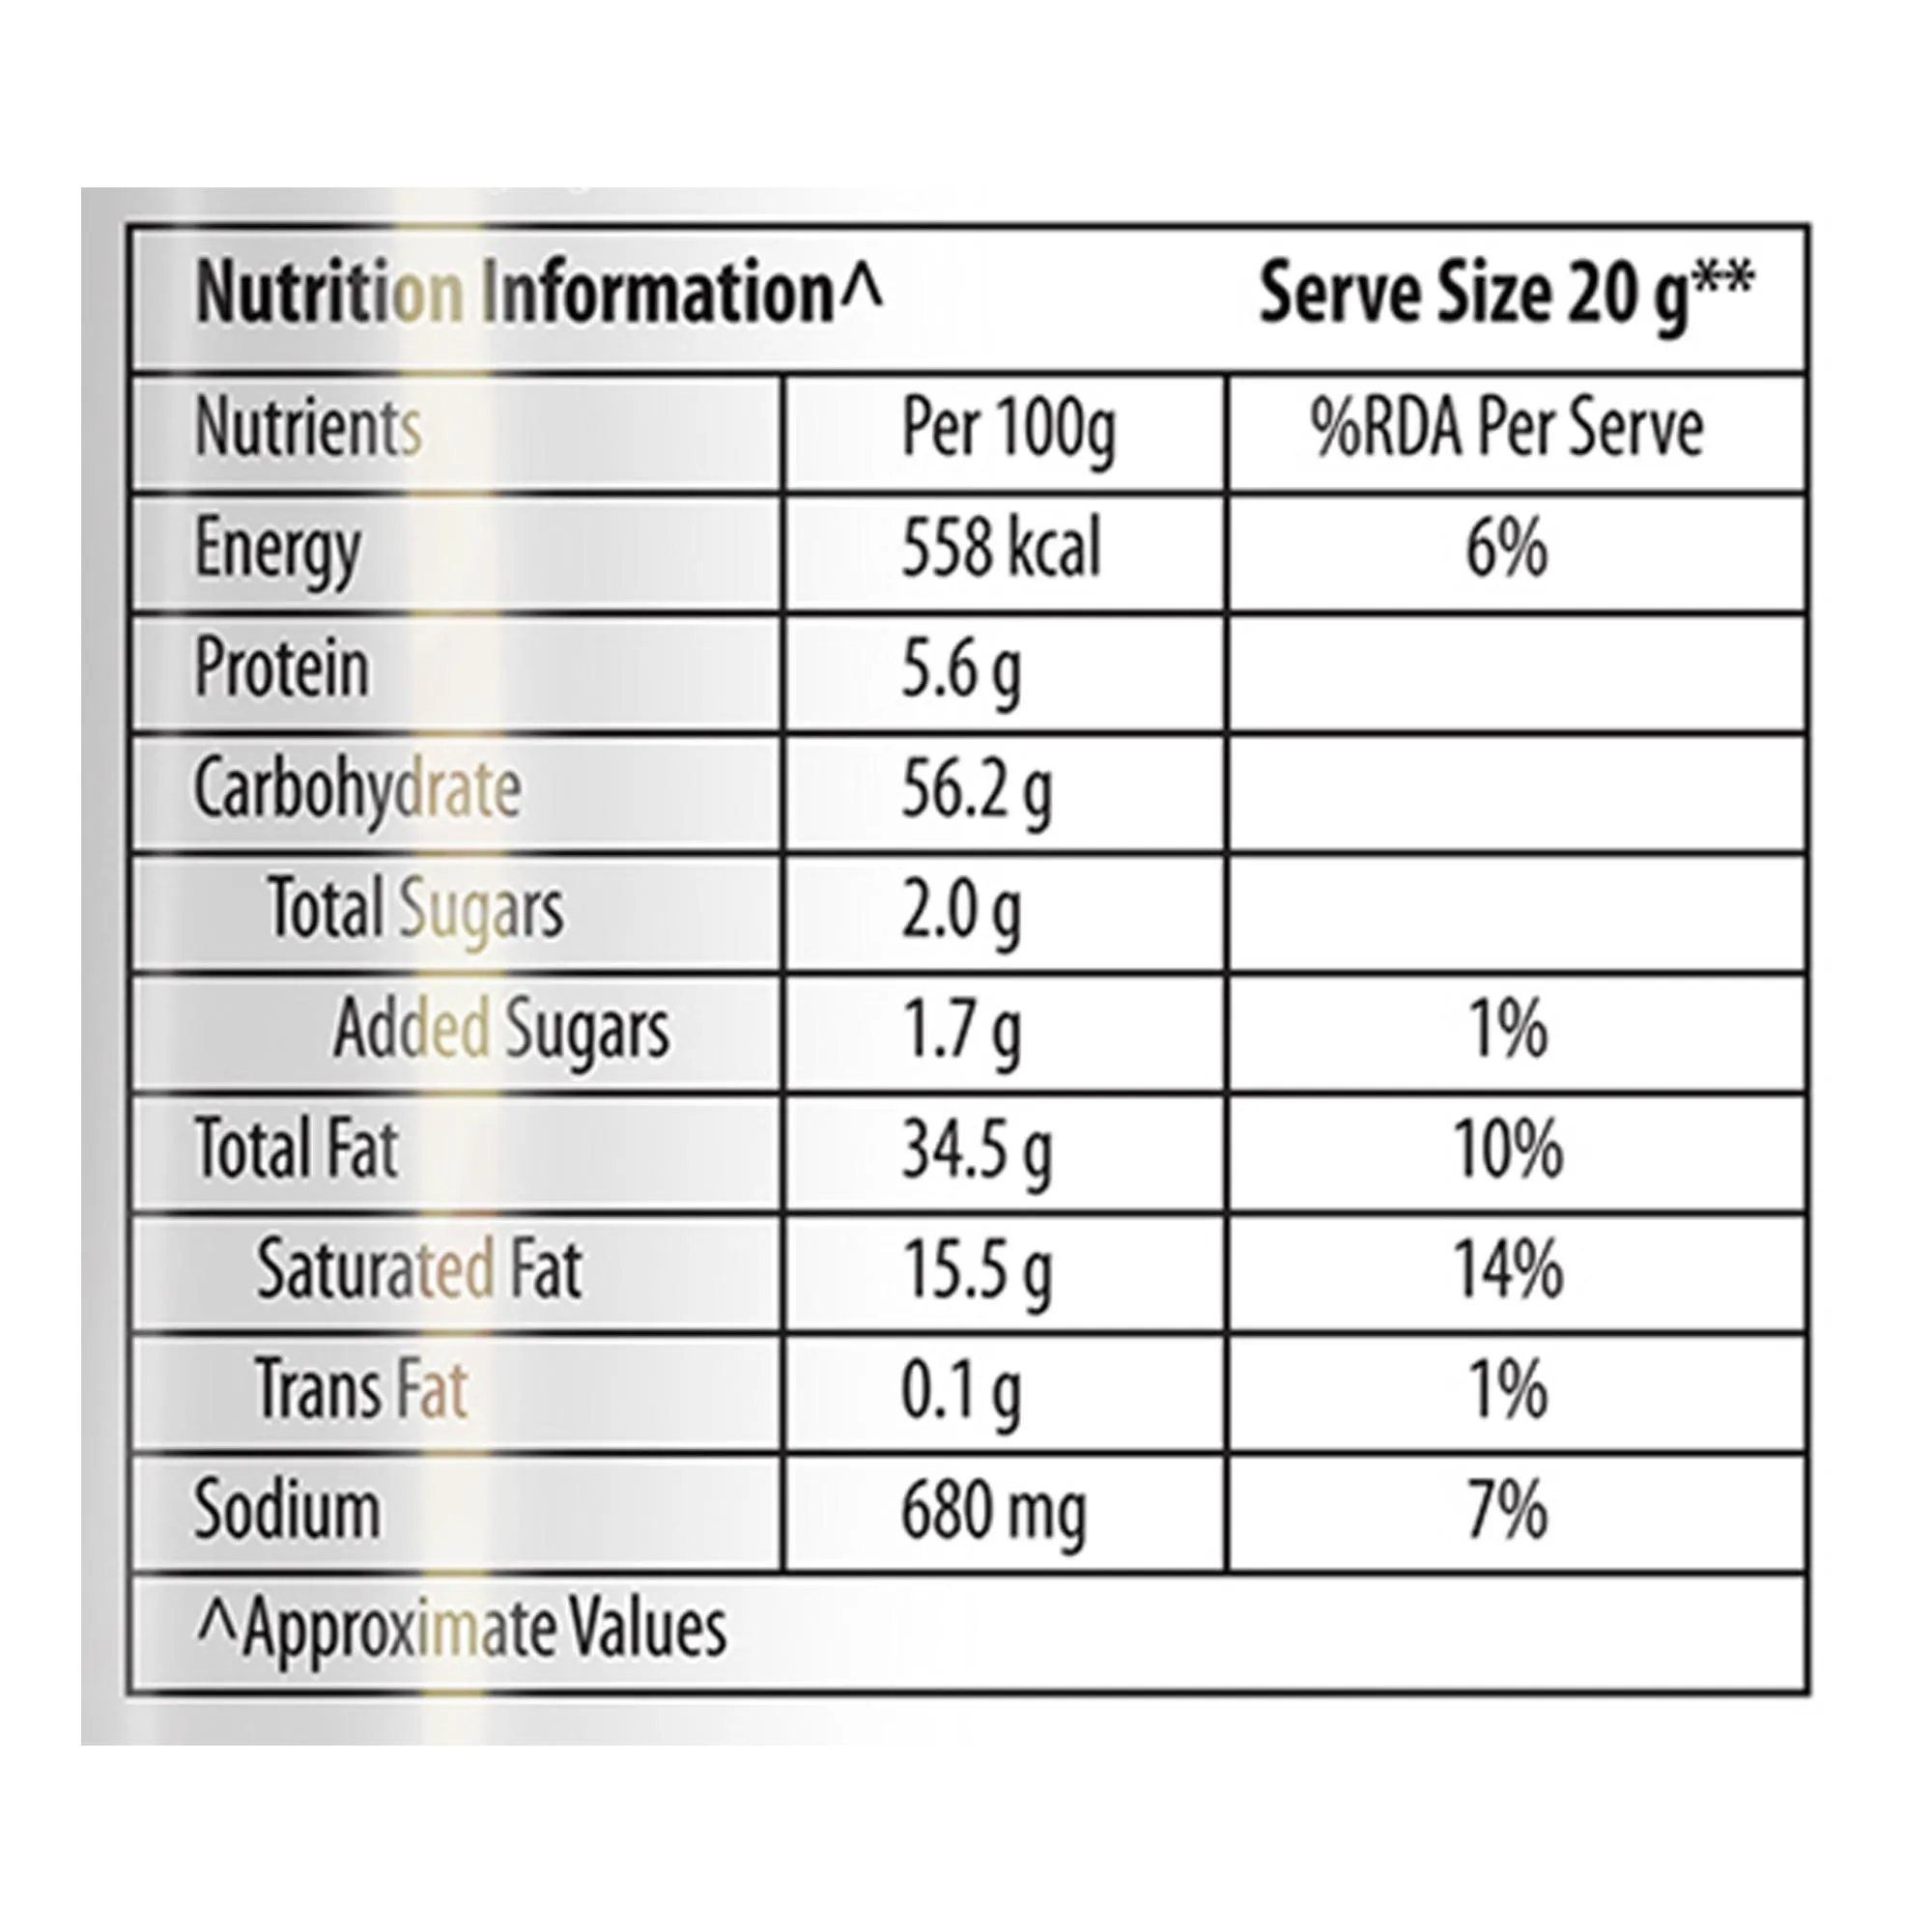 Nutrition Information^ Serve Size 20 g**
Nutrients Per 100g %RDA Per Serve
Energy 558 kcal 6%
Protein 5.6 g
Carbohydrate 56.2 g
Total Sugars 2.0 g
Added Sugars 1.7 g 1%
Total Fat 34.5 g 10%
Saturated Fat 15.5 g 14%
Trans Fat 0.1 g 1%
Sodium 680 mg 7%
^Approximate Values